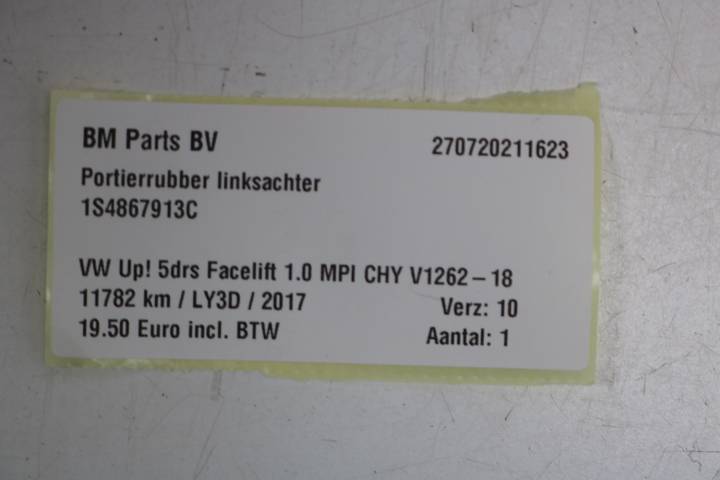 BM Parts BV 270720211623
Portierrubber linksachter
1S4867913C
VW Up! 5drs Facelift 1.0 MPI CHY V1262-18
11782 km / LY3D / 2017 Verz: 10
19.50 Euro incl. BTW Aantal: 1